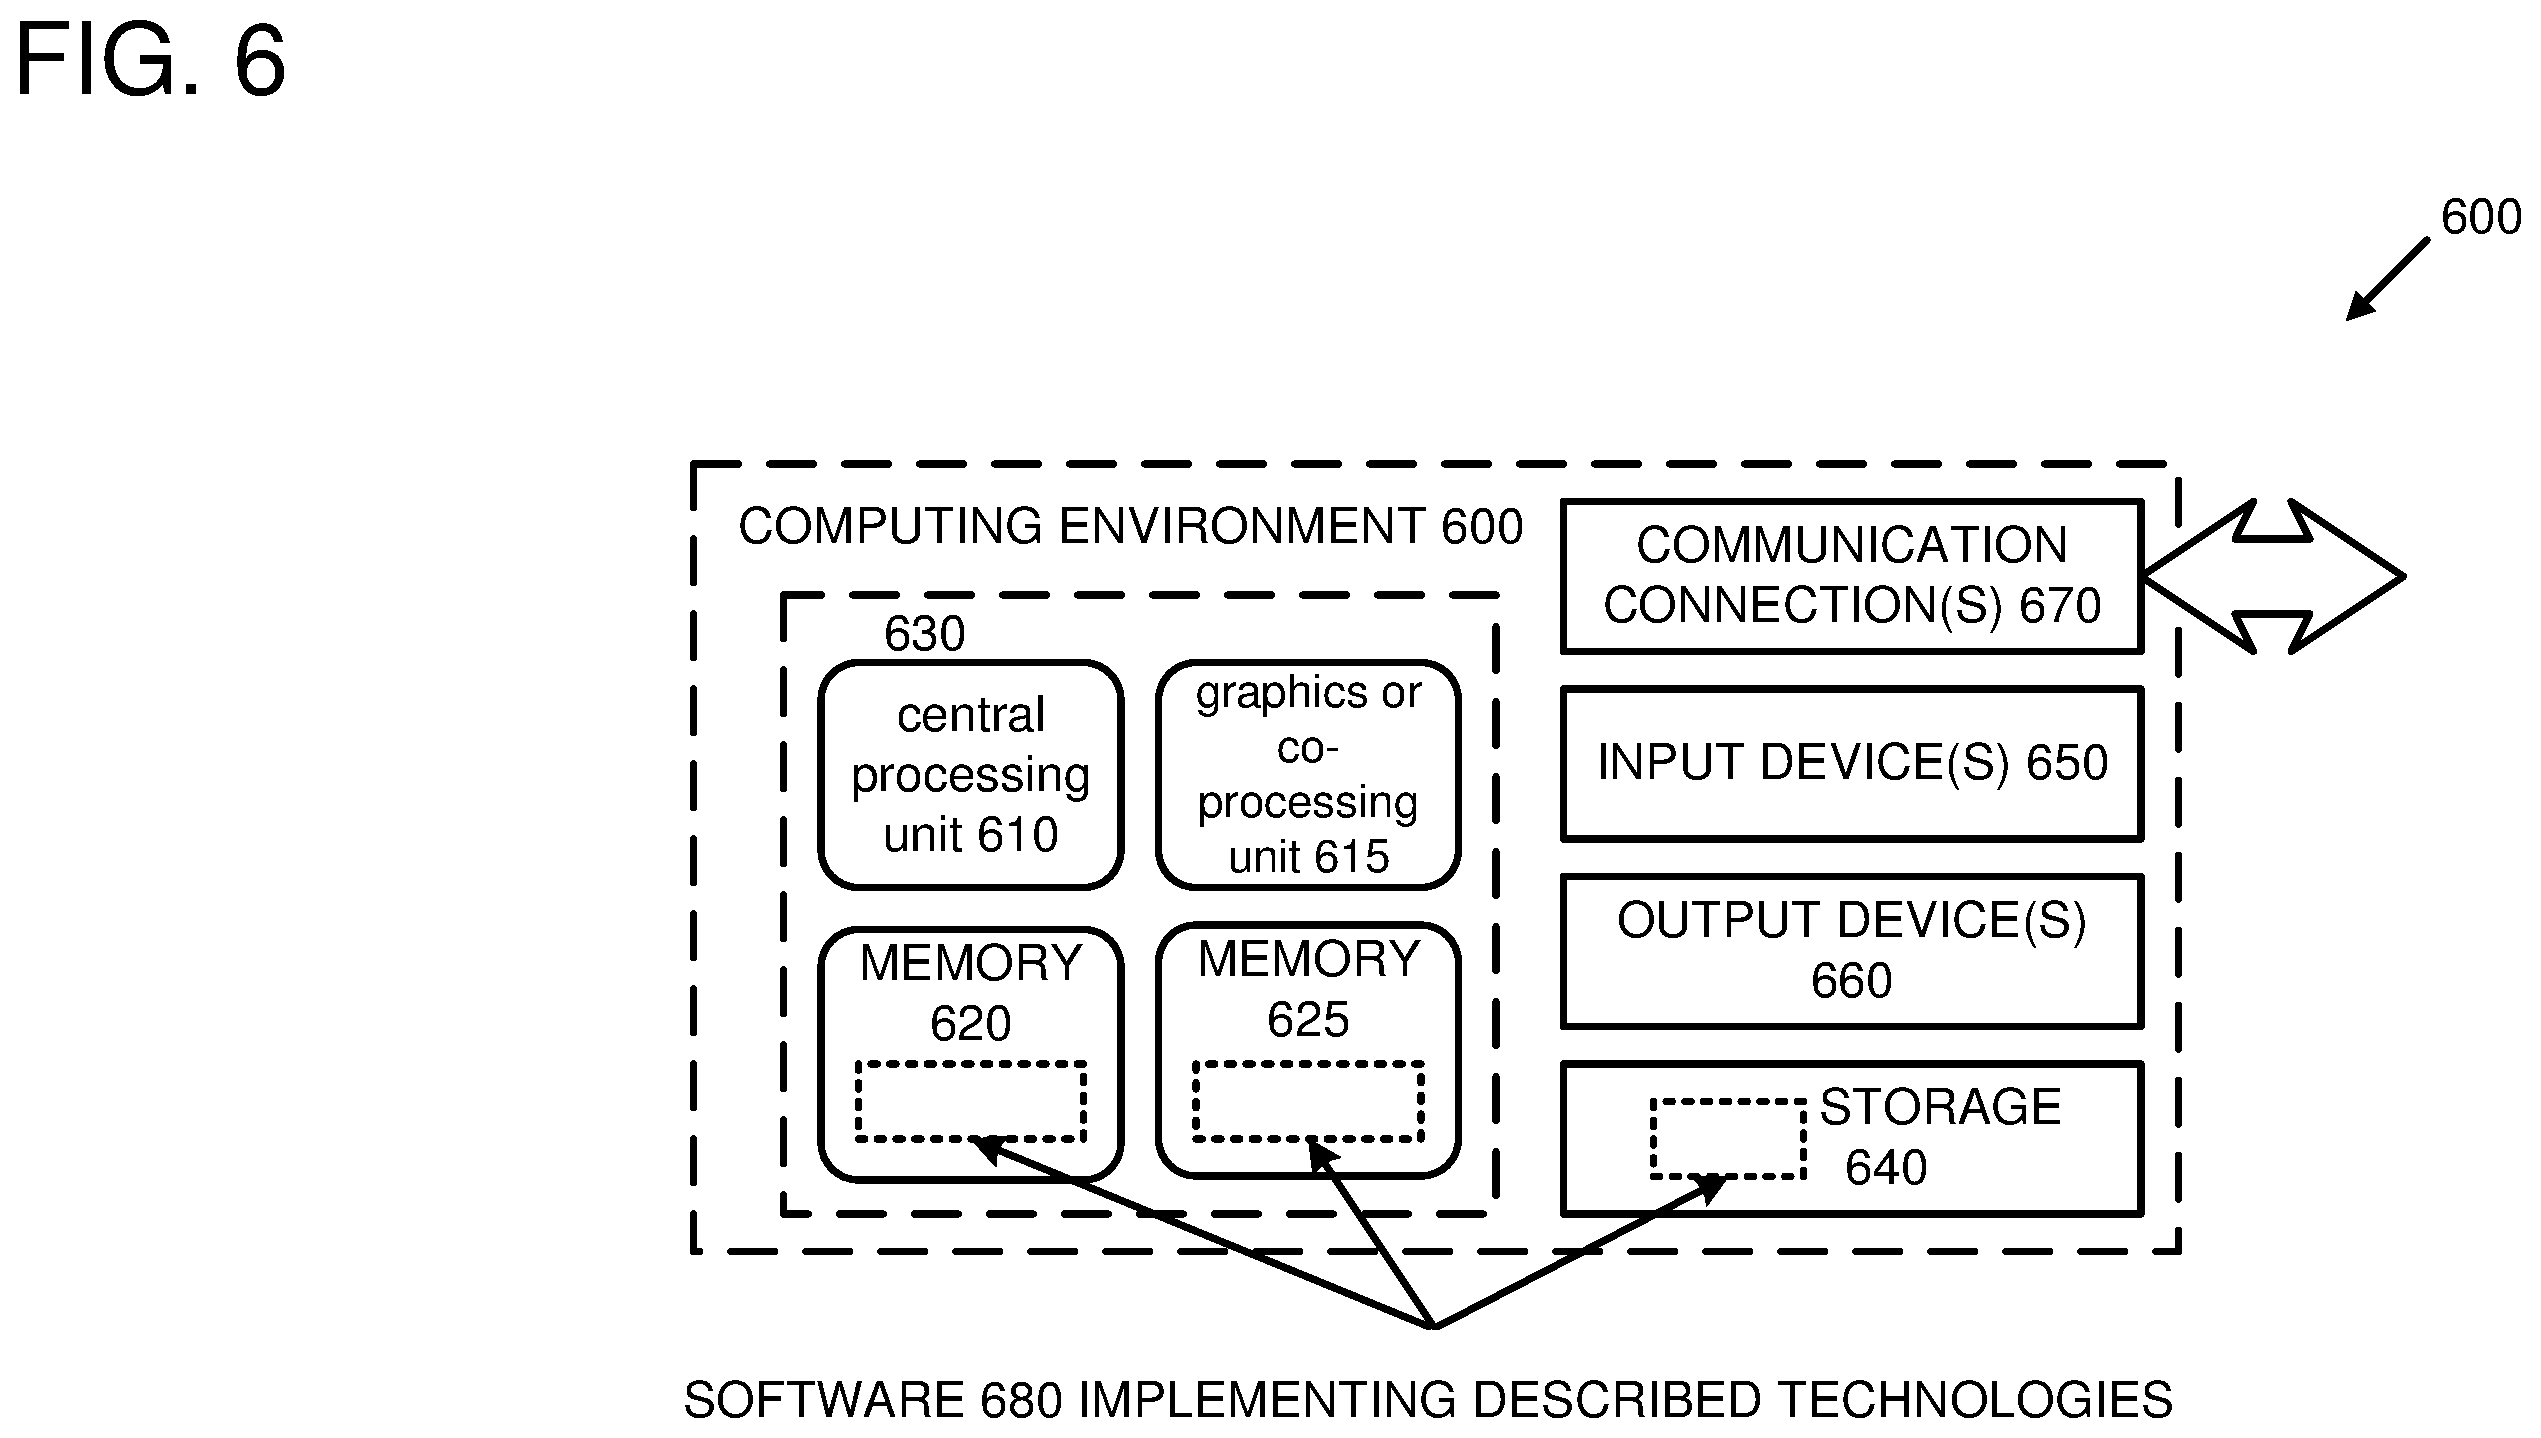 FIG. 6
600
COMPUTING ENVIRONMENT 600
630
central
processing
unit 610
graphics or
co-
processing
unit 615
MEMORY
620
MEMORY
625
COMMUNICATION
CONNECTION(S) 670
INPUT DEVICE(S) 650
OUTPUT DEVICE(S)
660
STORAGE
640
SOFTWARE 680 IMPLEMENTING DESCRIBED TECHNOLOGIES